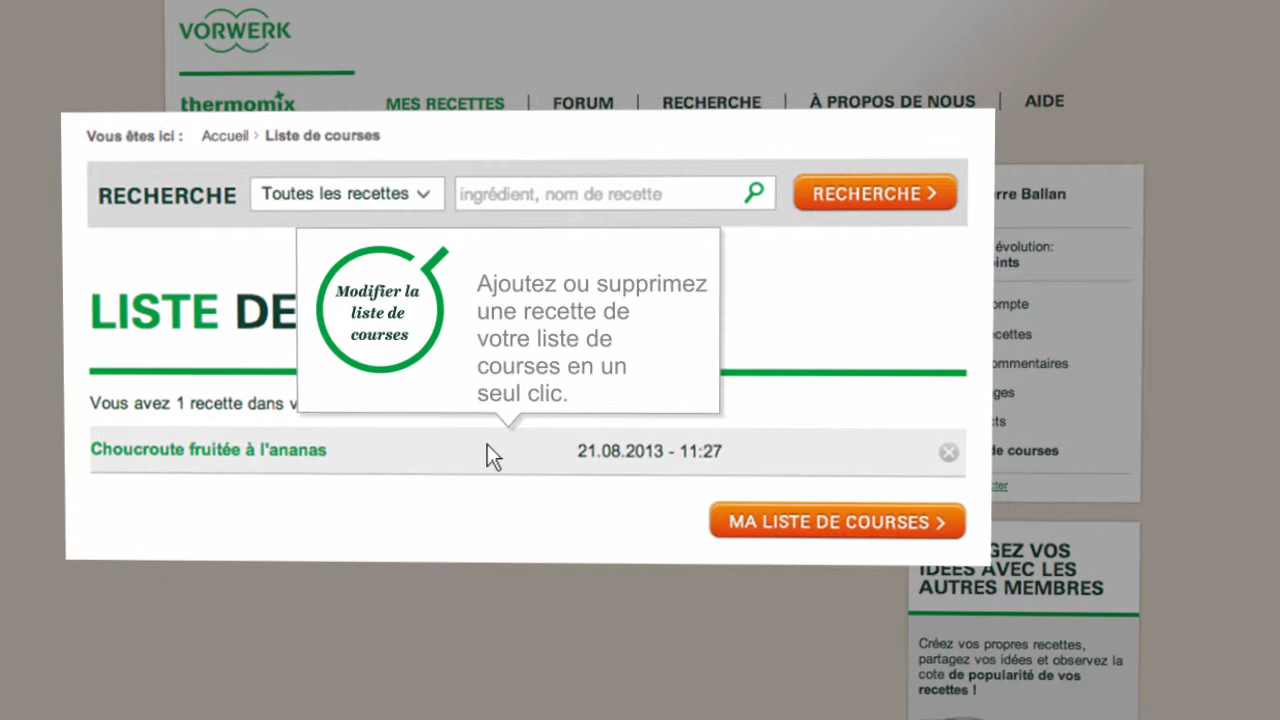 VORWERK
thermomix
MES RECETTES | FORUM | RECHERCHE | À PROPOS DE NOUS | AIDE
Vous êtes ici : Accueil > Liste de courses
RECHERCHE Toutes les recettes ingrédient, nom de recette RECHERCHE >
Modifier la
liste de
courses
Ajoutez ou supprimez
une recette de
votre liste de
courses en un
seul clic.
LISTE DE
Vous avez 1 recette dans v
Choucroute fruitée à l'ananas 21.08.2013 - 11:27
MA LISTE DE COURSES >
rre Ballan
évolution:
ints
ompte
ecettes
ommentaires
ges
ts
de courses
cter
GEZ VOS
IDÉES AVEC LES
AUTRES MEMBRES
Créez vos propres recettes,
partagez vos idées et observez la
cote de popularité de vos
recettes !